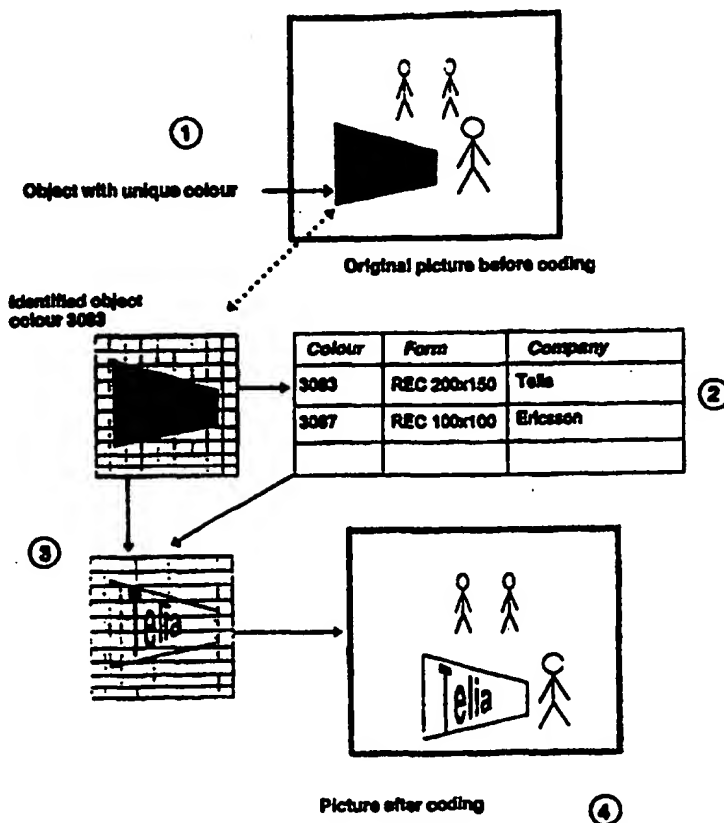 1
Object with unique colour
Original picture before coding
Identified object
colour 3083
Colour Form Company
3083 REC 200x150 Telia
3087 REC 100x100 Ericsson
2
3
Telia
Telia
Picture after coding
4